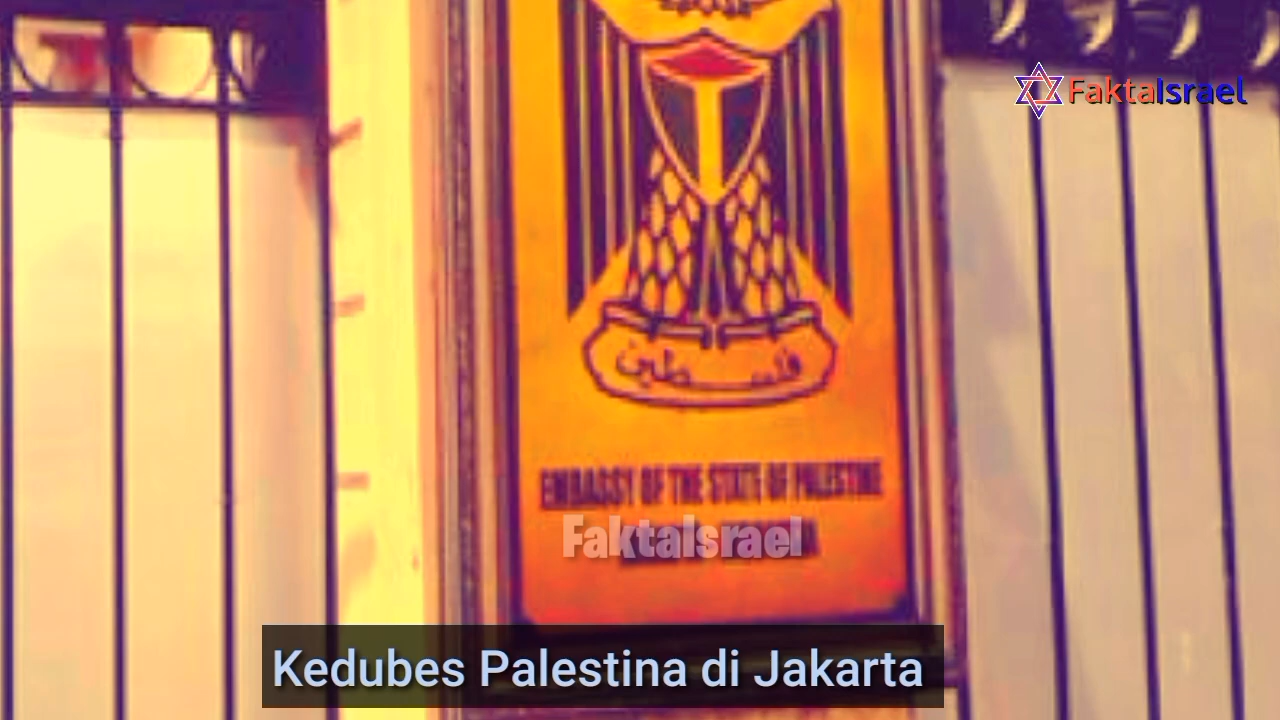 FaktaIsrael
فلسطين
EMBASSY OF THE STATE OF PALESTINE
FaktaIsrael
Kedubes Palestina di Jakarta